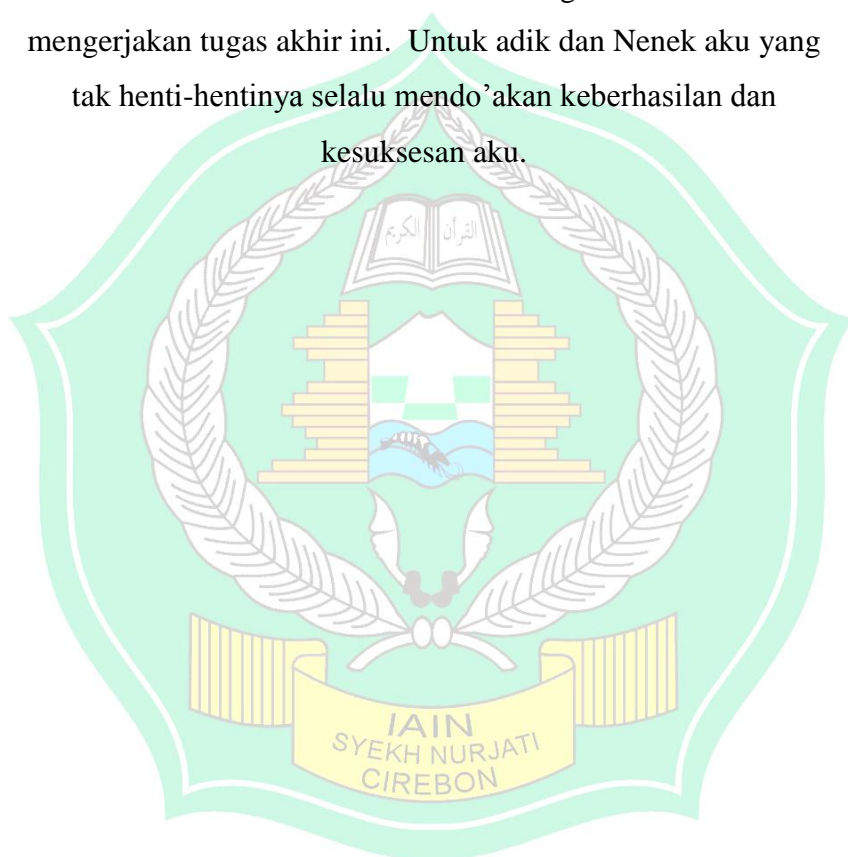 mengerjakan tugas akhir ini.  Untuk adik dan Nenek aku yang
tak henti-hentinya selalu mendo’akan keberhasilan dan
kesuksesan aku.
القرأن الكريم
IAIN
SYEKH NURJATI
CIREBON